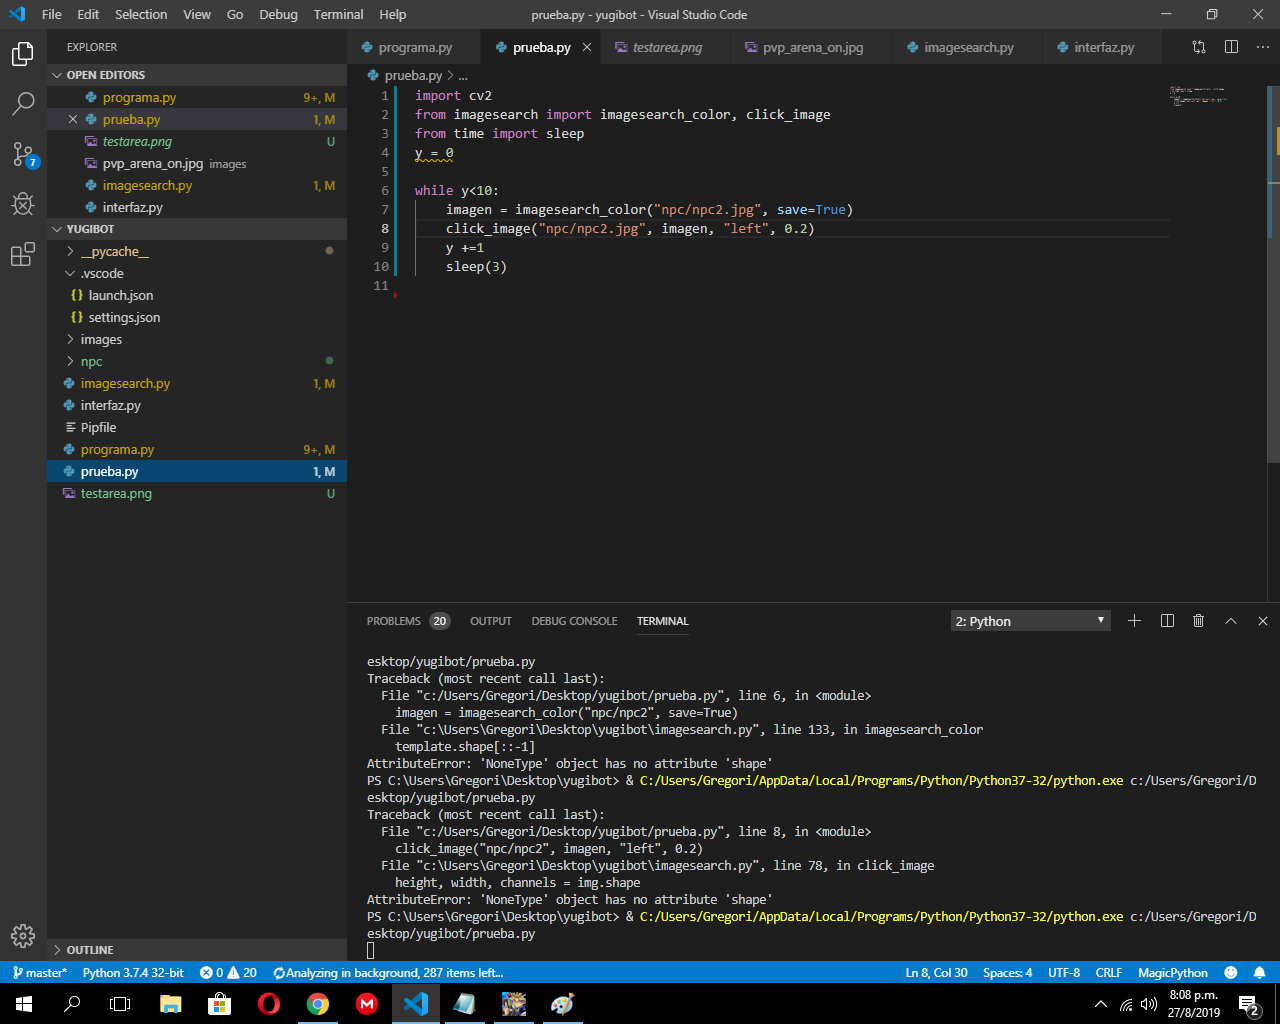 File Edit Selection View Go Debug Terminal Help
prueba.py - yugibot - Visual Studio Code
EXPLORER
programa.py
prueba.py
testarea.png
pvp_arena_on.jpg
imagesearch.py
interfaz.py
OPEN EDITORS
programa.py 9+, M
prueba.py 1, M
testarea.png U
pvp_arena_on.jpg images
imagesearch.py 1, M
interfaz.py
7
YUGIBOT
__pycache__
.vscode
{} launch.json
{} settings.json
images
npc
imagesearch.py 1, M
interfaz.py
Pipfile
programa.py 9+, M
prueba.py 1, M
testarea.png U
OUTLINE
prueba.py > ...
1 import cv2
2 from imagesearch import imagesearch_color, click_image
3 from time import sleep
4 y = 0
5
6 while y<10:
7 imagen = imagesearch_color("npc/npc2.jpg", save=True)
8 click_image("npc/npc2.jpg", imagen, "left", 0.2)
9 y +=1
10 sleep(3)
11
PROBLEMS 20 OUTPUT DEBUG CONSOLE TERMINAL
2: Python
esktop/yugibot/prueba.py
Traceback (most recent call last):
File "c:/Users/Gregori/Desktop/yugibot/prueba.py", line 6, in <module>
imagen = imagesearch_color("npc/npc2", save=True)
File "c:\Users\Gregori\Desktop\yugibot\imagesearch.py", line 133, in imagesearch_color
template.shape[::-1]
AttributeError: 'NoneType' object has no attribute 'shape'
PS C:\Users\Gregori\Desktop\yugibot> & C:/Users/Gregori/AppData/Local/Programs/Python/Python37-32/python.exe c:/Users/Gregori/D
esktop/yugibot/prueba.py
Traceback (most recent call last):
File "c:/Users/Gregori/Desktop/yugibot/prueba.py", line 8, in <module>
click_image("npc/npc2", imagen, "left", 0.2)
File "c:\Users\Gregori\Desktop\yugibot\imagesearch.py", line 78, in click_image
height, width, channels = img.shape
AttributeError: 'NoneType' object has no attribute 'shape'
PS C:\Users\Gregori\Desktop\yugibot> & C:/Users/Gregori/AppData/Local/Programs/Python/Python37-32/python.exe c:/Users/Gregori/D
esktop/yugibot/prueba.py
master* Python 3.7.4 32-bit 0 20 Analyzing in background, 287 items left...
Ln 8, Col 30 Spaces: 4 UTF-8 CRLF MagicPython
8:08 p.m.
27/8/2019
2